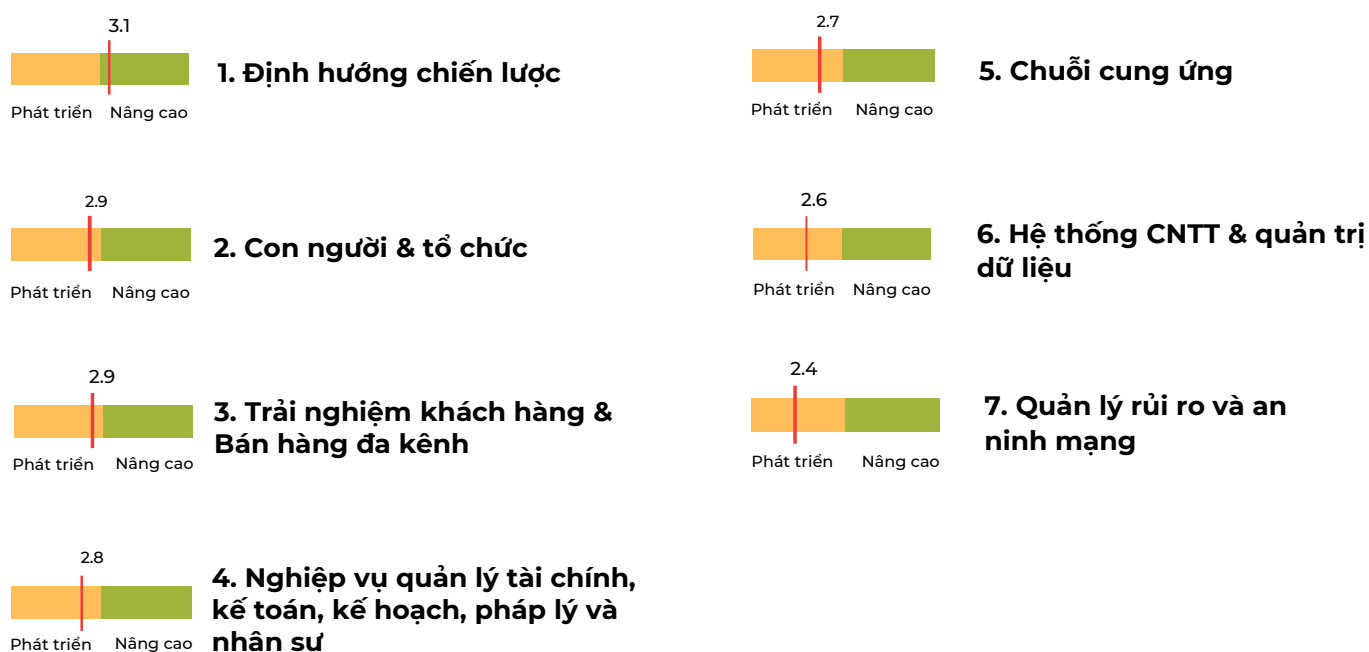 3.1
1. Định hướng chiến lược
Phát triển Nâng cao
2.9
2. Con người & tổ chức
Phát triển Nâng cao
2.9
3. Trải nghiệm khách hàng &
Bán hàng đa kênh
Phát triển Nâng cao
2.8
4. Nghiệp vụ quản lý tài chính,
kế toán, kế hoạch, pháp lý và
nhân sự
Phát triển Nâng cao
2.7
5. Chuỗi cung ứng
Phát triển Nâng cao
2.6
6. Hệ thống CNTT & quản trị
dữ liệu
Phát triển Nâng cao
2.4
7. Quản lý rủi ro và an
ninh mạng
Phát triển Nâng cao